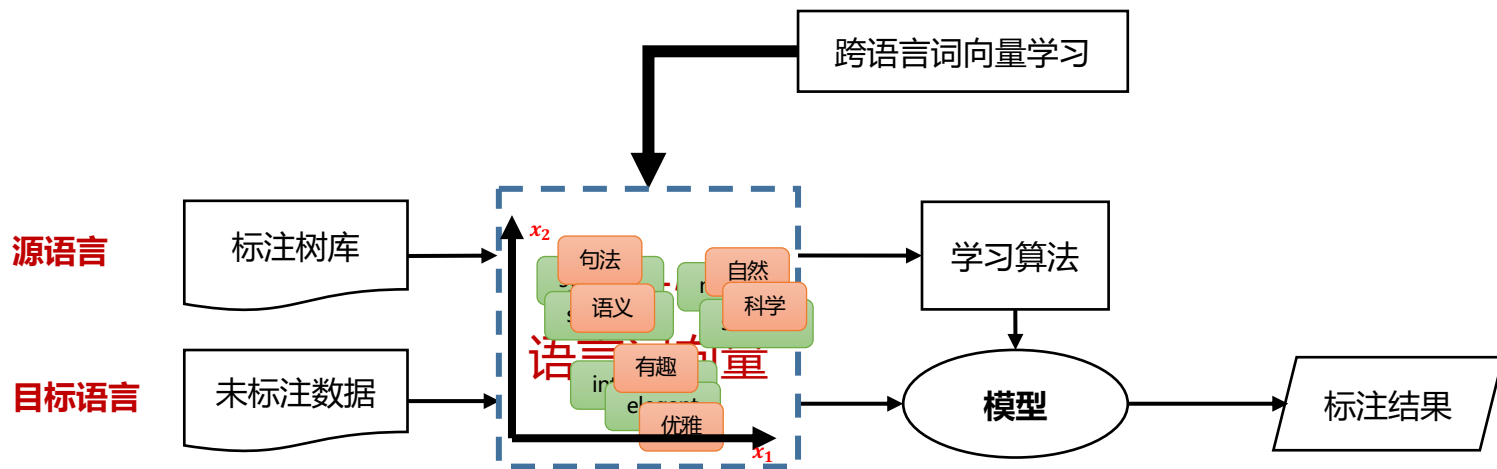 跨语言词向量学习
源语言
标注树库
x₂
句法
自然
语义
科学
学习算法
有趣
目标语言
未标注数据
优雅
x₁
模型
标注结果